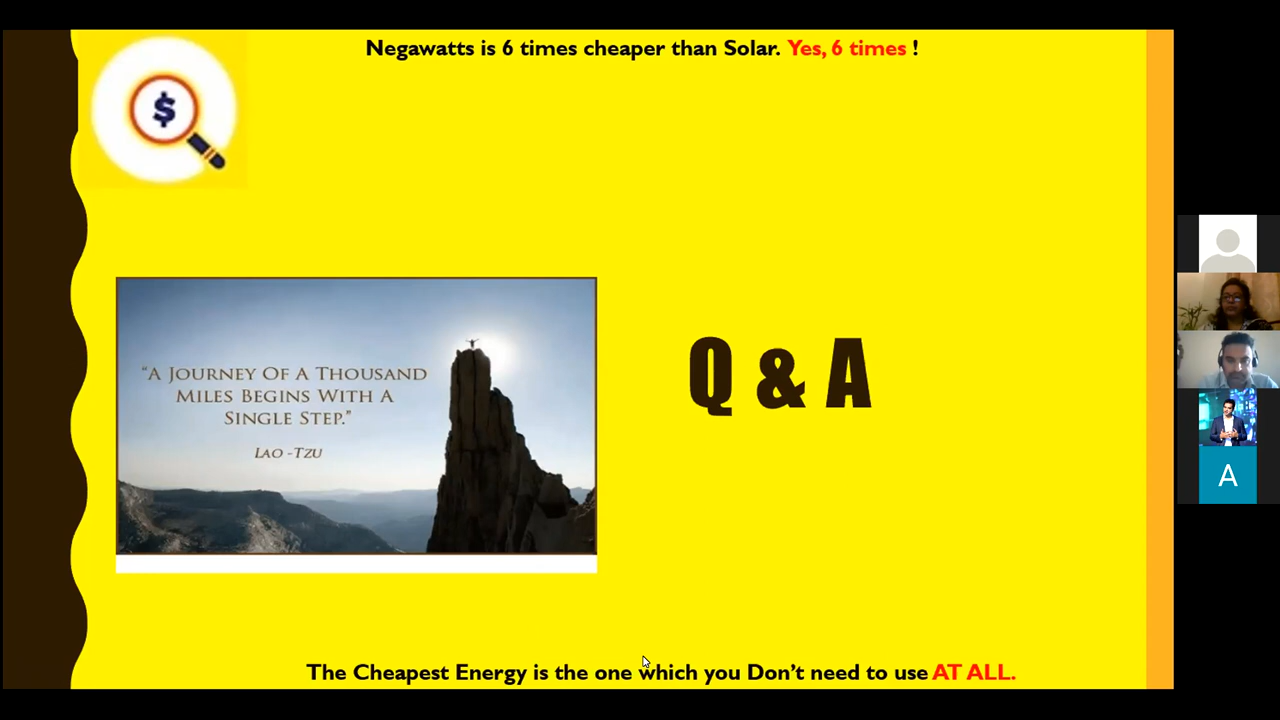 Negawatts is 6 times cheaper than Solar. Yes, 6 times !
$
“A JOURNEY OF A THOUSAND
MILES BEGINS WITH A
SINGLE STEP.”
LAO -TZU
Q & A
A
The Cheapest Energy is the one which you Don’t need to use AT ALL.